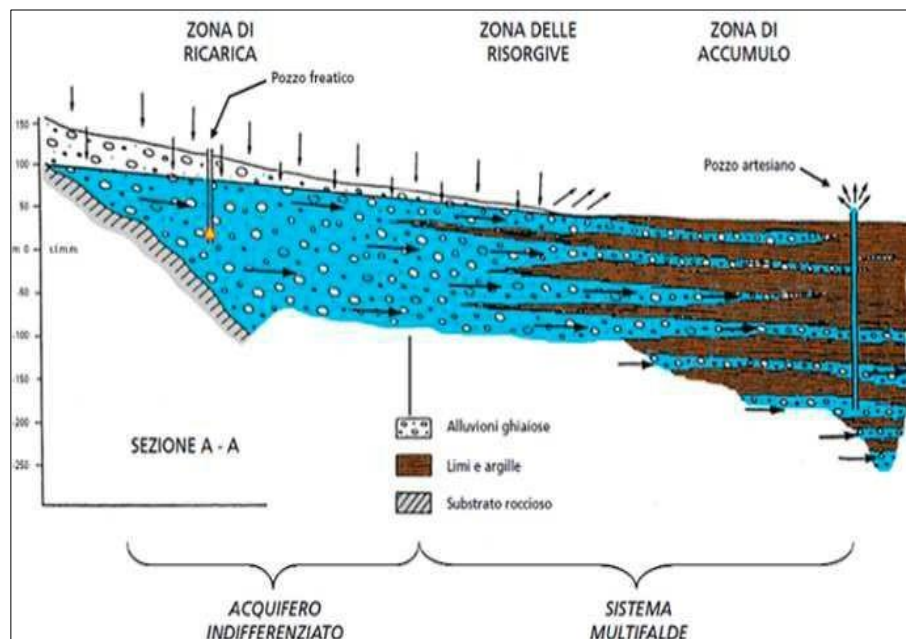 ZONA DI
RICARICA
ZONA DELLE
RISORGIVE
ZONA DI
ACCUMULO
Pozzo freatico
Pozzo artesiano
150
100
50
m 0 s.l.m.m
-50
-100
-150
-200
-250
SEZIONE A - A
Alluvioni ghiaiose
Limi e argille
Substrato roccioso
ACQUIFERO
INDIFFERENZIATO
SISTEMA
MULTIFALDE